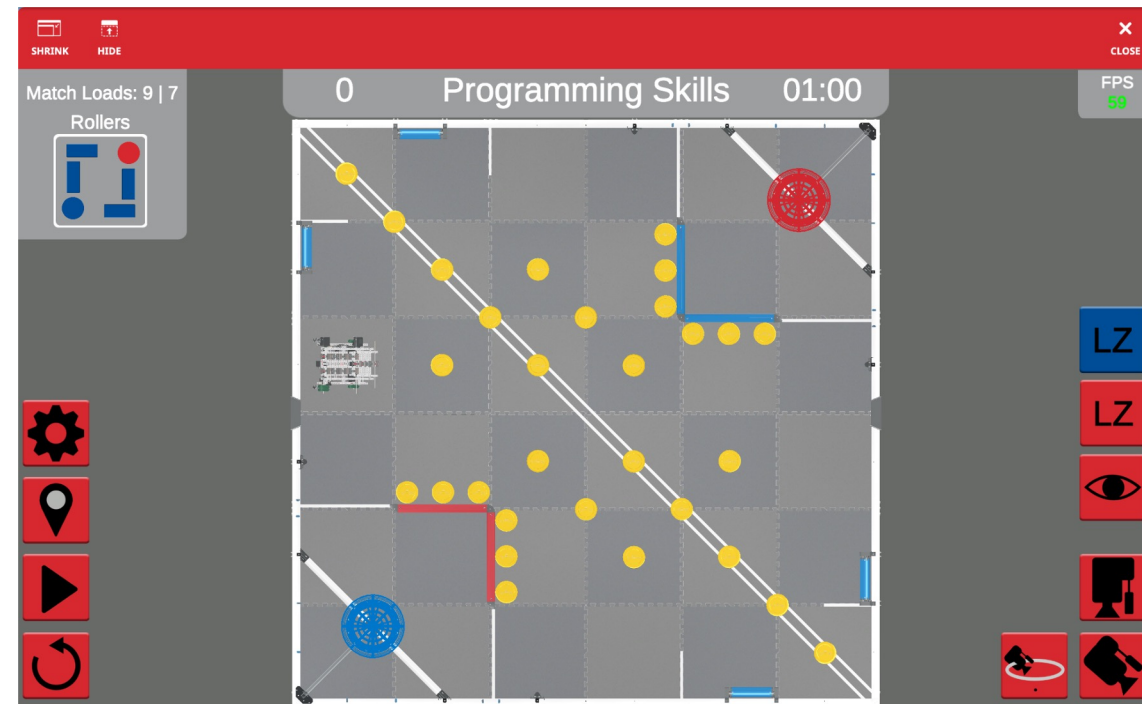 SHRINK
HIDE
CLOSE
Match Loads: 9 | 7
Rollers
0
Programming Skills
01:00
FPS
59
LZ
LZ